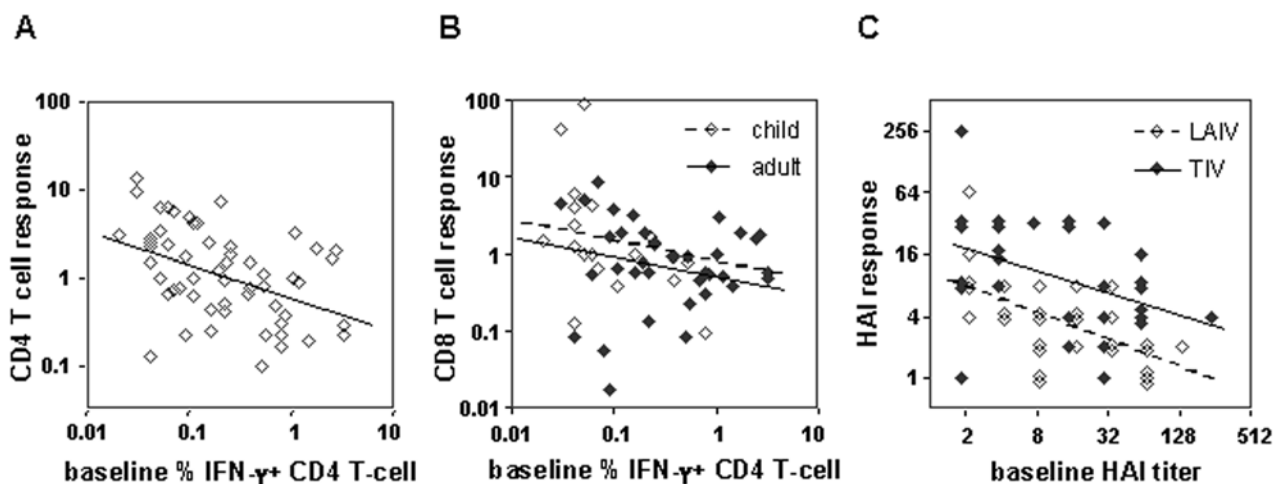 A
CD4 T cell response
100
10
1
0.1
0.01
0.1
1
10
baseline % IFN-γ+ CD4 T-cell
B
CD8 T cell response
100
10
1
0.1
0.01
child
adult
0.01
0.1
1
10
baseline % IFN-γ+ CD4 T-cell
C
HAI response
256
64
16
4
1
LAIV
TIV
2
8
32
128
512
baseline HAI titer